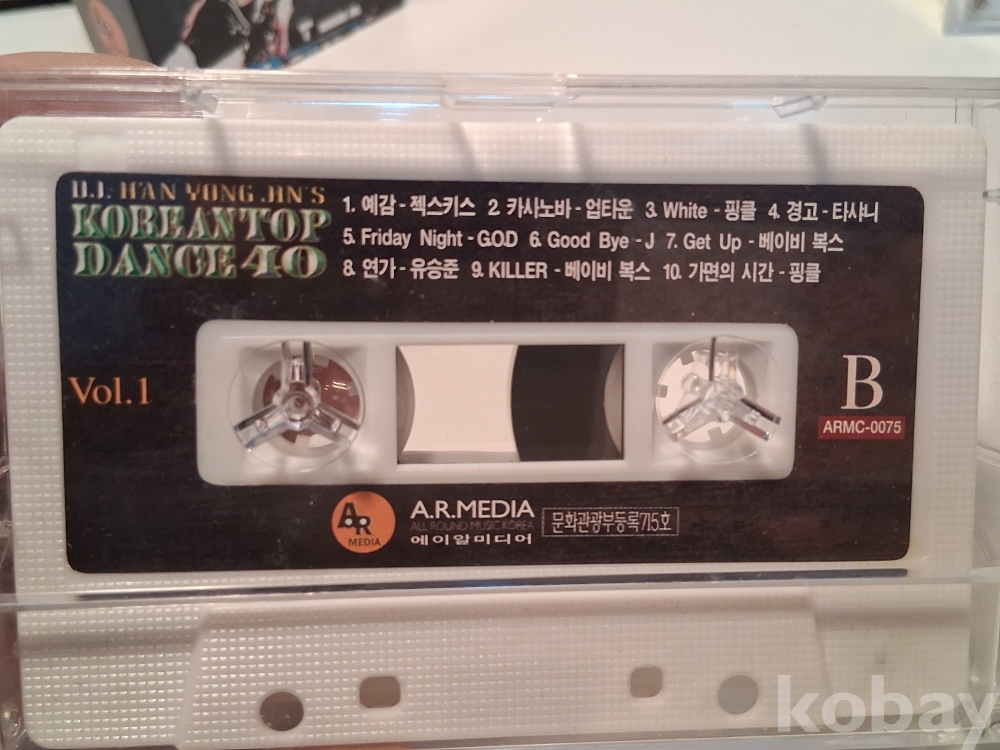 D.J. HAN YONG JIN'S
KOREAN TOP
DANCE 40
1. 예감 - 젝스키스 2. 카사노바 - 업타운 3. White - 핑클 4. 경고 - 타샤니
5. Friday Night - G.O.D 6. Good Bye - J 7. Get Up - 베이비 복스
8. 연가 - 유승준 9. KILLER - 베이비 복스 10. 가면의 시간 - 핑클
Vol.1
B
ARMC-0075
AR
MEDIA
A.R.MEDIA
ALL ROUND MUSIC KOREA
에이알미디어
문화관광부등록715호
kobay